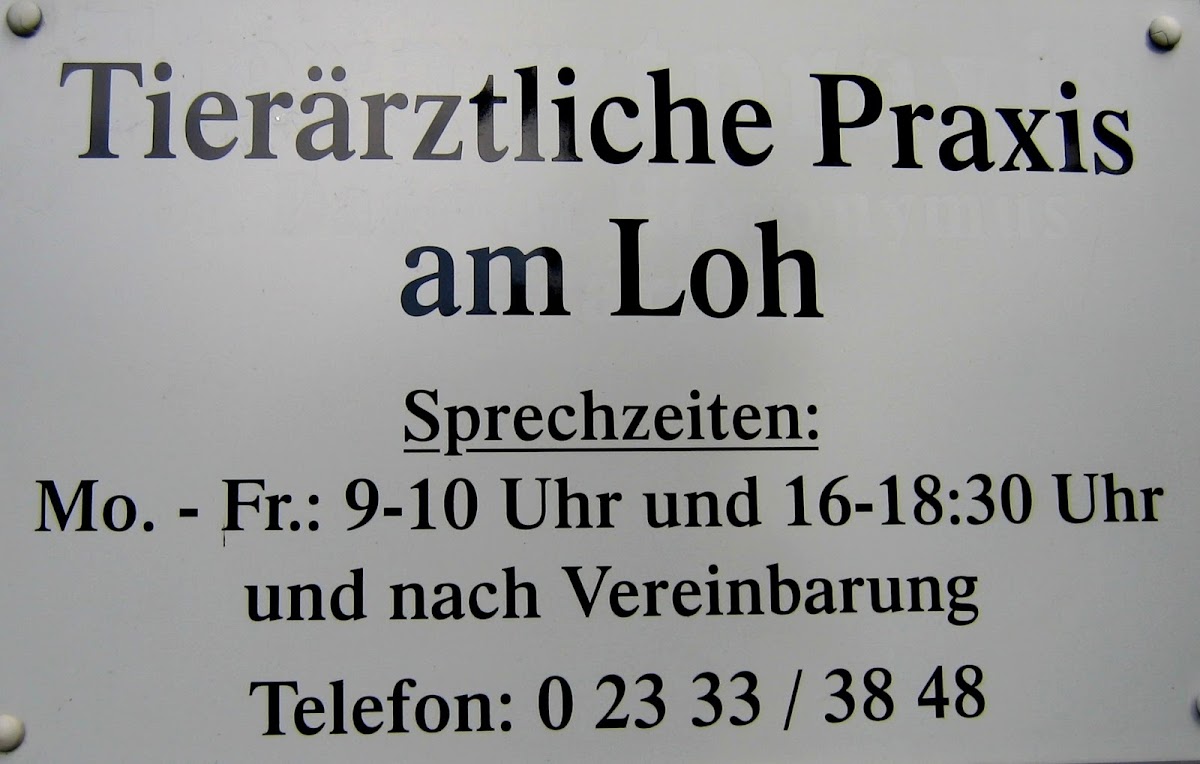 Tierärztliche Praxis
am Loh
Sprechzeiten:
Mo. - Fr.: 9-10 Uhr und 16-18:30 Uhr
und nach Vereinbarung
Telefon: 0 23 33 / 38 48